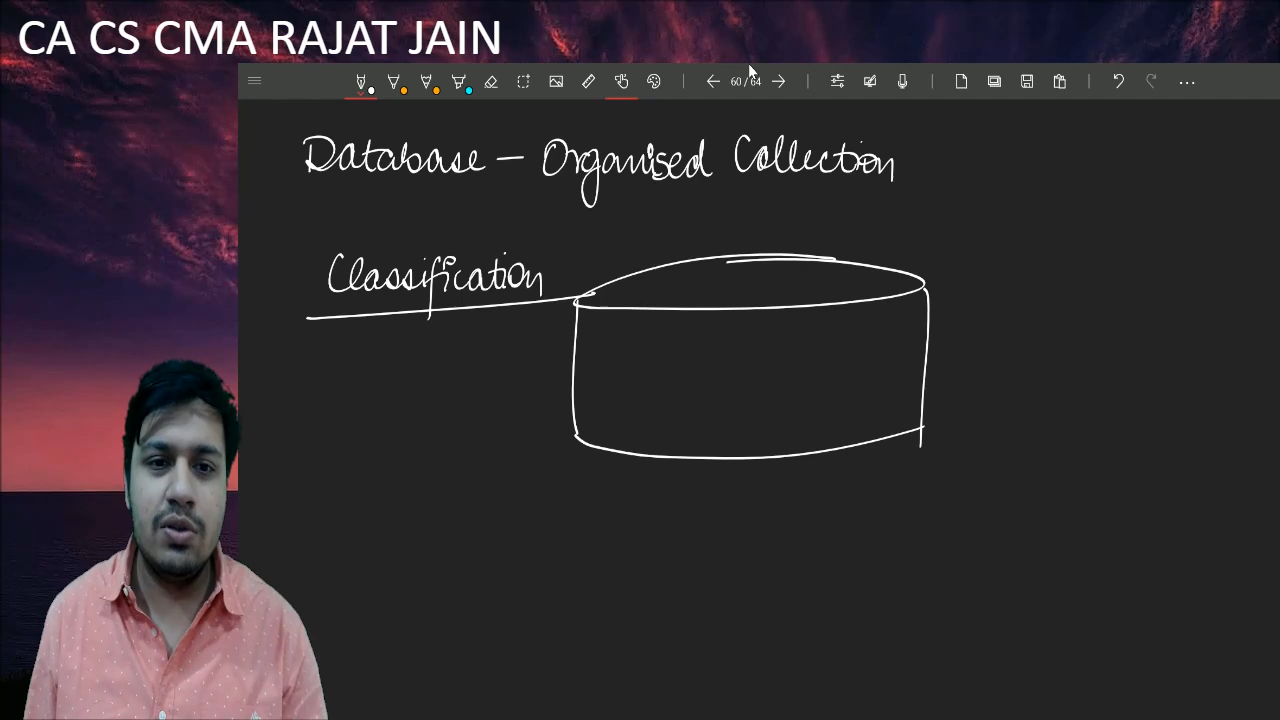 CA CS CMA RAJAT JAIN
60 / 64
Database — Organised Collection
Classification